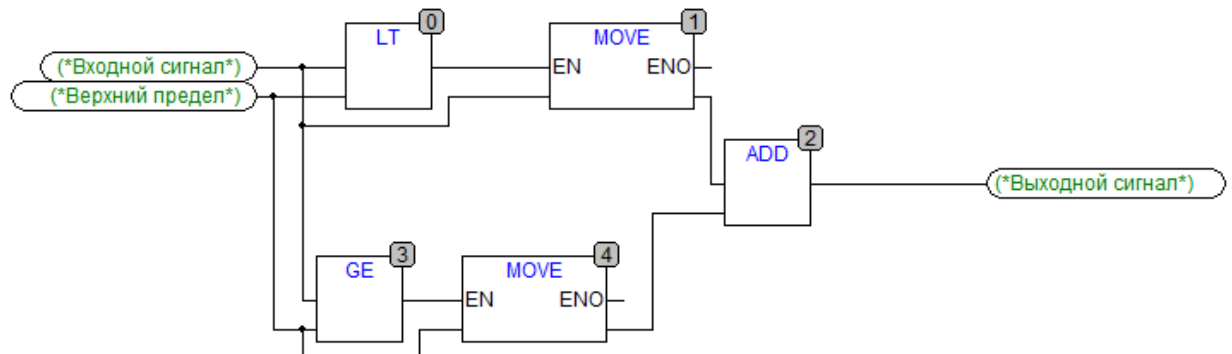 0
1
LT
MOVE
(*Входной сигнал*)
EN ENO
(*Верхний предел*)
2
ADD
(*Выходной сигнал*)
3
4
GE
MOVE
EN ENO